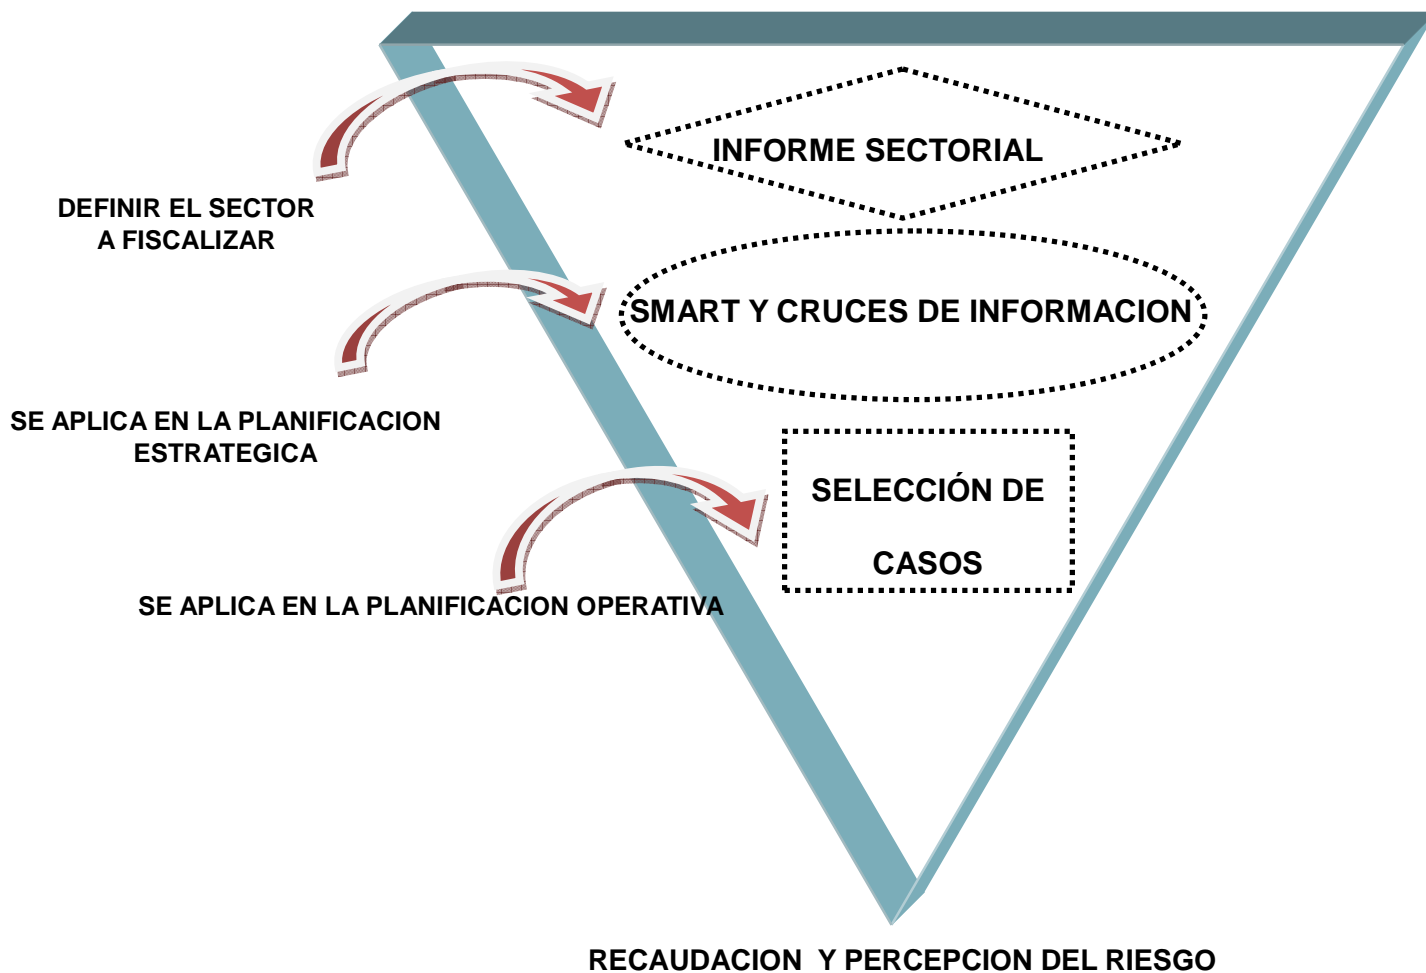 INFORME SECTORIAL
DEFINIR EL SECTOR
A FISCALIZAR
SMART Y CRUCES DE INFORMACION
SE APLICA EN LA PLANIFICACION
ESTRATEGICA
SELECCIÓN DE
CASOS
SE APLICA EN LA PLANIFICACION OPERATIVA
RECAUDACION Y PERCEPCION DEL RIESGO